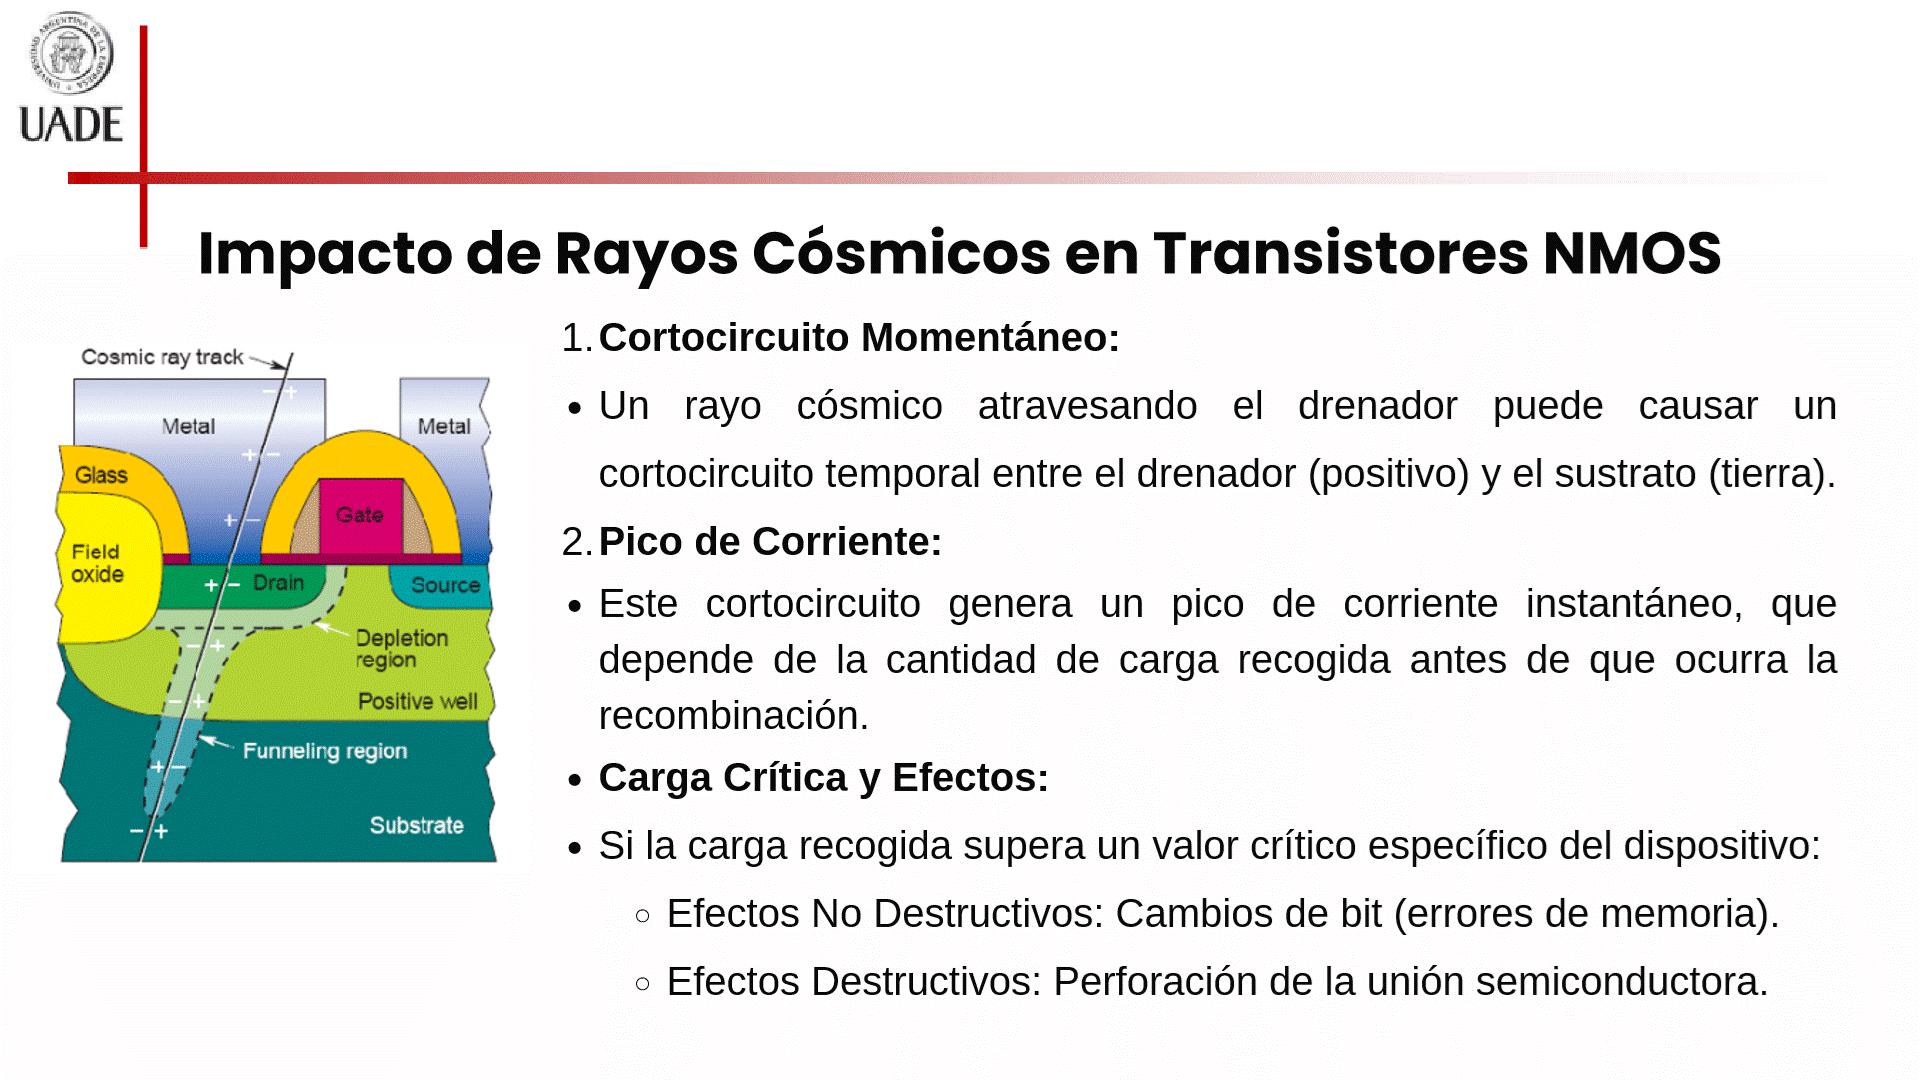 UNIVERSIDAD ARGENTINA DE LA EMPRESA
UADE
Impacto de Rayos Cósmicos en Transistores NMOS
Cosmic ray track
Metal
Metal
Glass
Gate
Field
oxide
Drain
Source
Depletion
region
Positive well
Funneling region
Substrate
1. Cortocircuito Momentáneo:
• Un rayo cósmico atravesando el drenador puede causar un
cortocircuito temporal entre el drenador (positivo) y el sustrato (tierra).
2. Pico de Corriente:
• Este cortocircuito genera un pico de corriente instantáneo, que
depende de la cantidad de carga recogida antes de que ocurra la
recombinación.
• Carga Crítica y Efectos:
• Si la carga recogida supera un valor crítico específico del dispositivo:
◦ Efectos No Destructivos: Cambios de bit (errores de memoria).
◦ Efectos Destructivos: Perforación de la unión semiconductora.